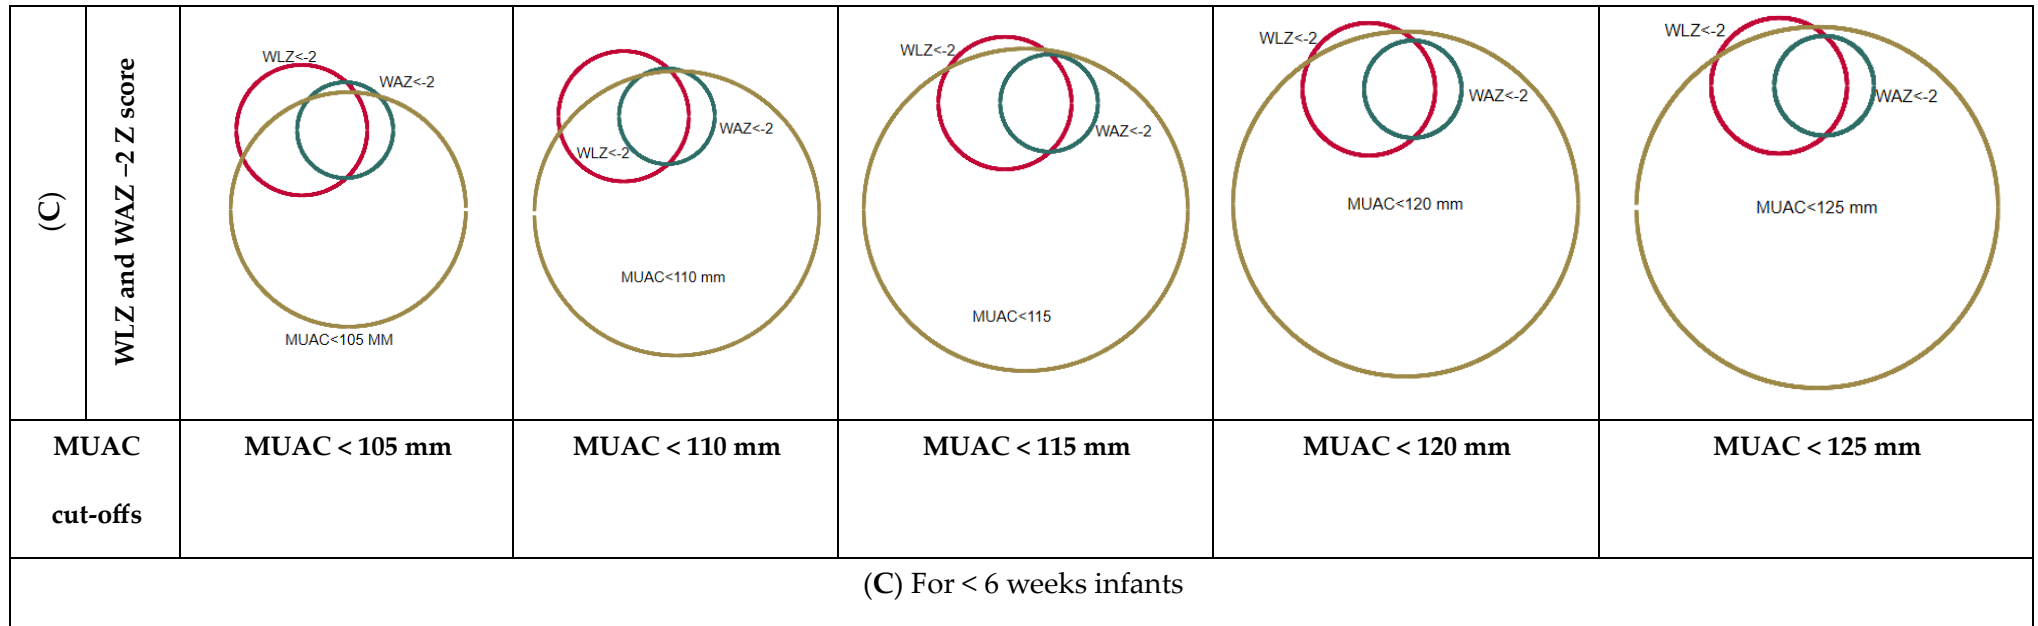 (C)
WLZ and WAZ –2 Z score
WLZ<-2
WAZ<-2
MUAC<105 MM
WLZ<-2
WAZ<-2
MUAC<110 mm
WLZ<-2
WAZ<-2
MUAC<115
WLZ<-2
WAZ<-2
MUAC<120 mm
WLZ<-2
WAZ<-2
MUAC<125 mm
MUAC
cut-offs
MUAC < 105 mm
MUAC < 110 mm
MUAC < 115 mm
MUAC < 120 mm
MUAC < 125 mm
(C) For < 6 weeks infants